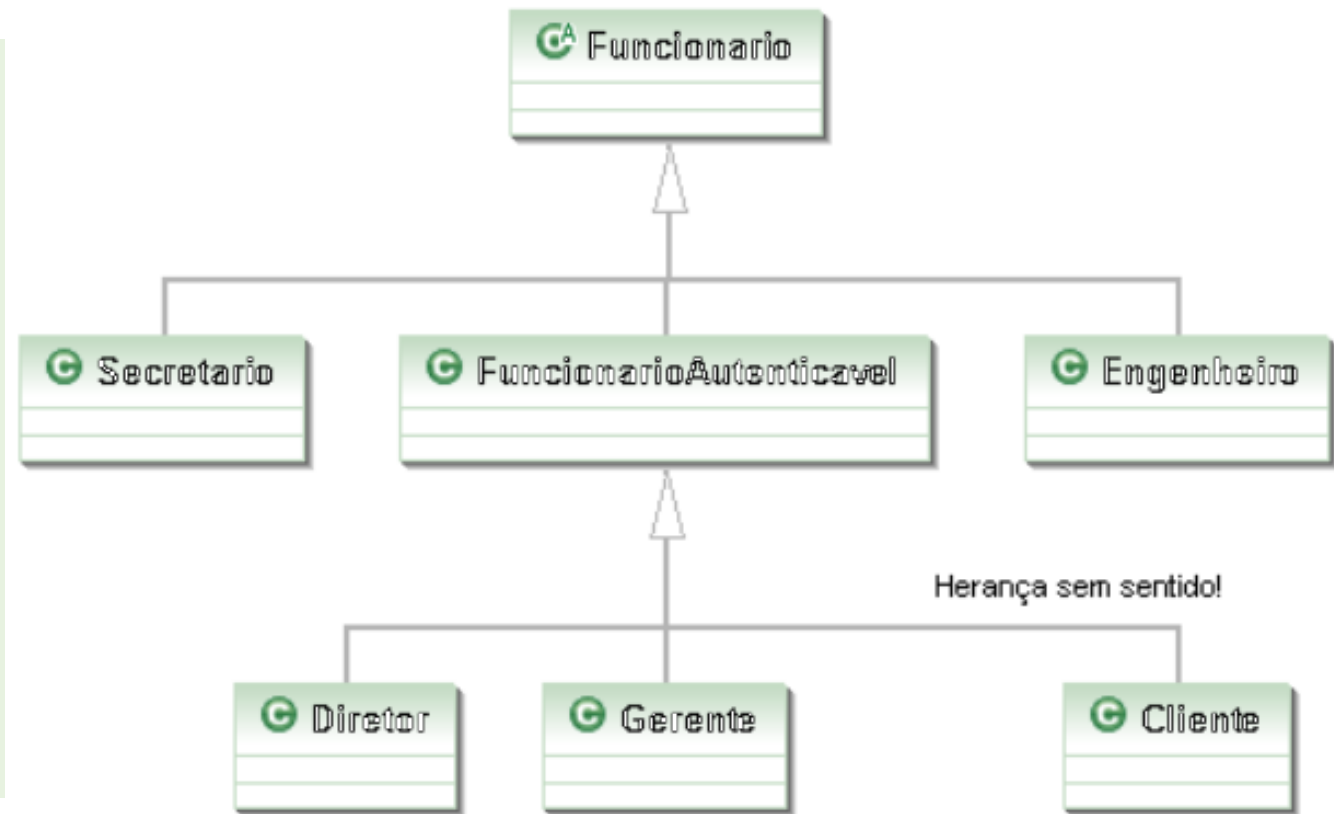 Funcionario
Secretario
FuncionarioAutenticavel
Engenheiro
Herança sem sentido!
Diretor
Gerente
Cliente